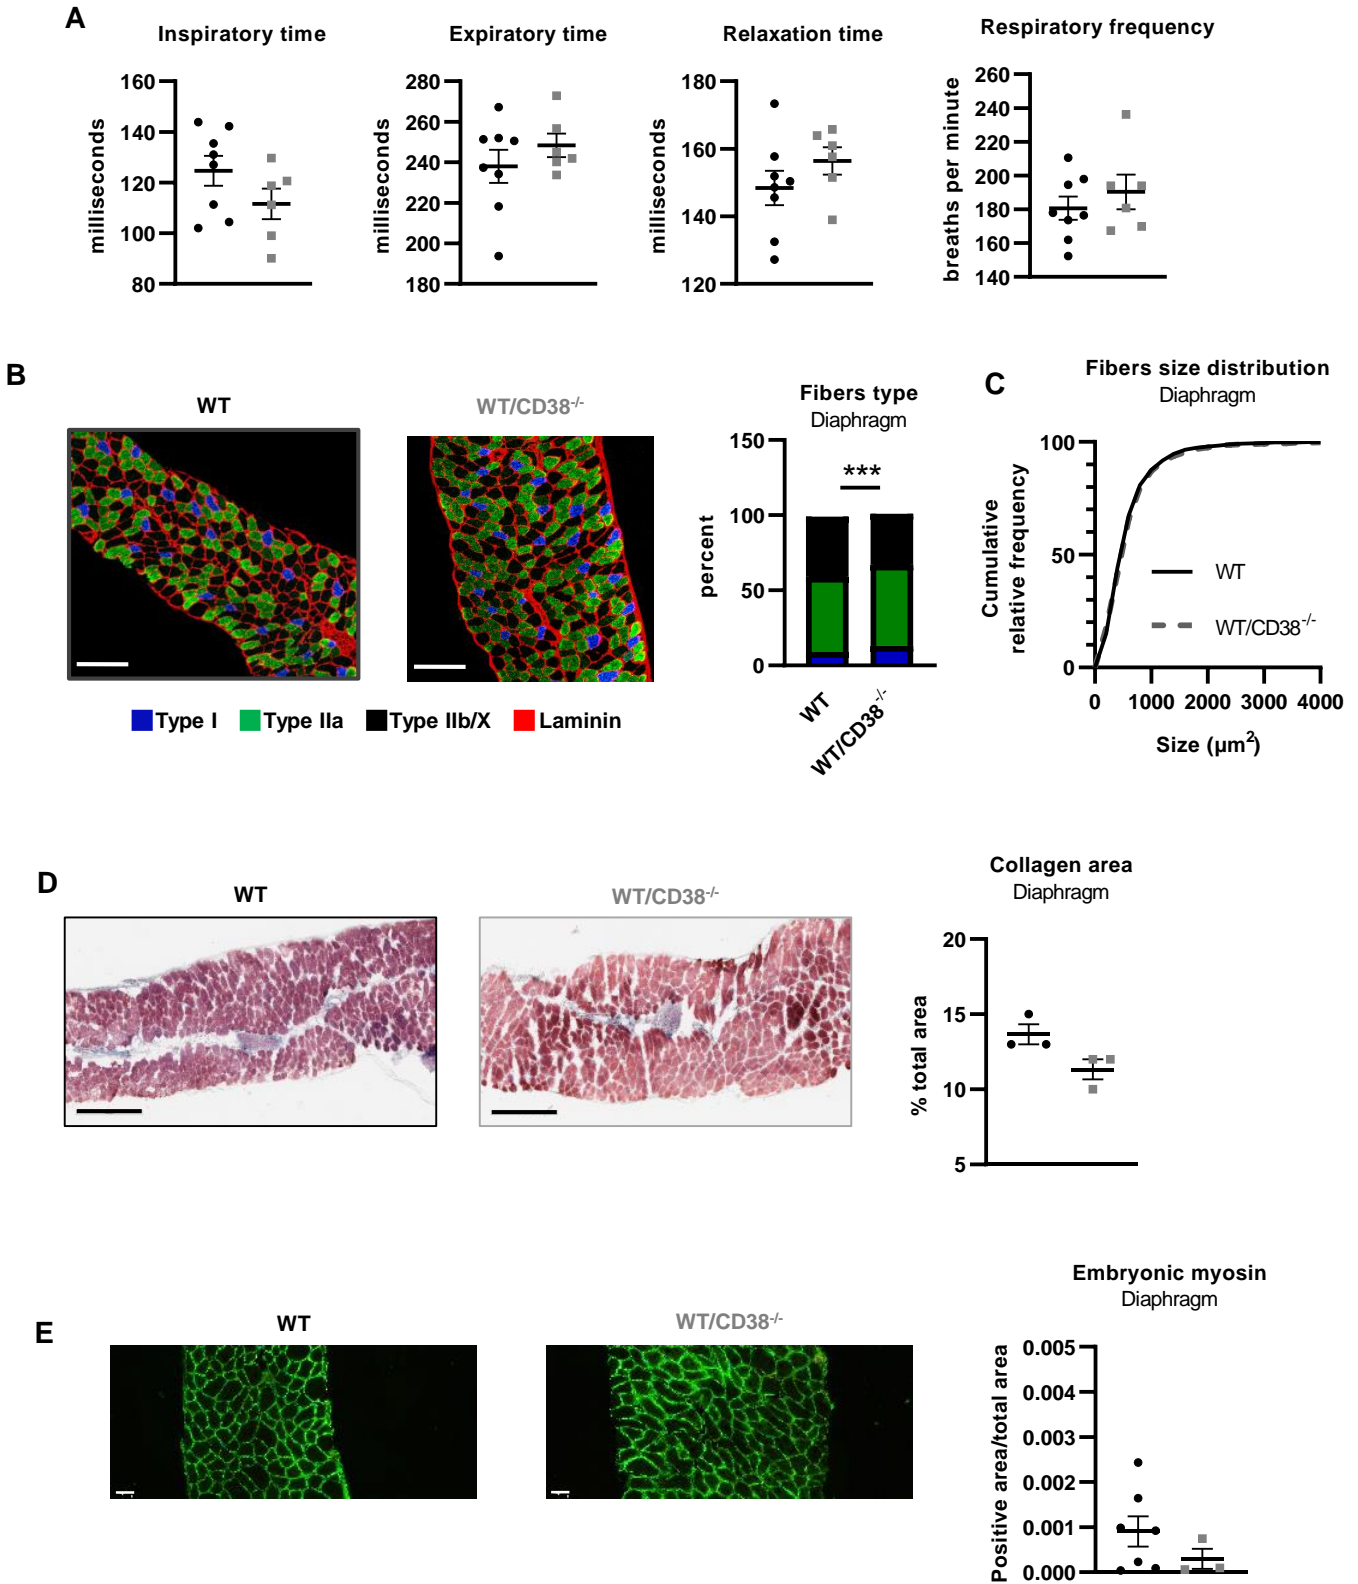 A
Inspiratory time
Expiratory time
Relaxation time
Respiratory frequency
milliseconds
160
140
120
100
80
milliseconds
280
260
240
220
200
180
milliseconds
180
160
140
120
breaths per minute
260
240
220
200
180
160
140
B
WT
WT/CD38-/-
Fibers type
Diaphragm
percent
150
100
50
0
***
WT
WT/CD38-/-
Type I
Type IIa
Type IIb/X
Laminin
C
Fibers size distribution
Diaphragm
Cumulative
relative frequency
100
50
0
WT
WT/CD38-/-
0 1000 2000 3000 4000
Size (µm2)
D
WT
WT/CD38-/-
Collagen area
Diaphragm
% total area
20
15
10
5
E
WT
WT/CD38-/-
Embryonic myosin
Diaphragm
Positive area/total area
0.005
0.004
0.003
0.002
0.001
0.000